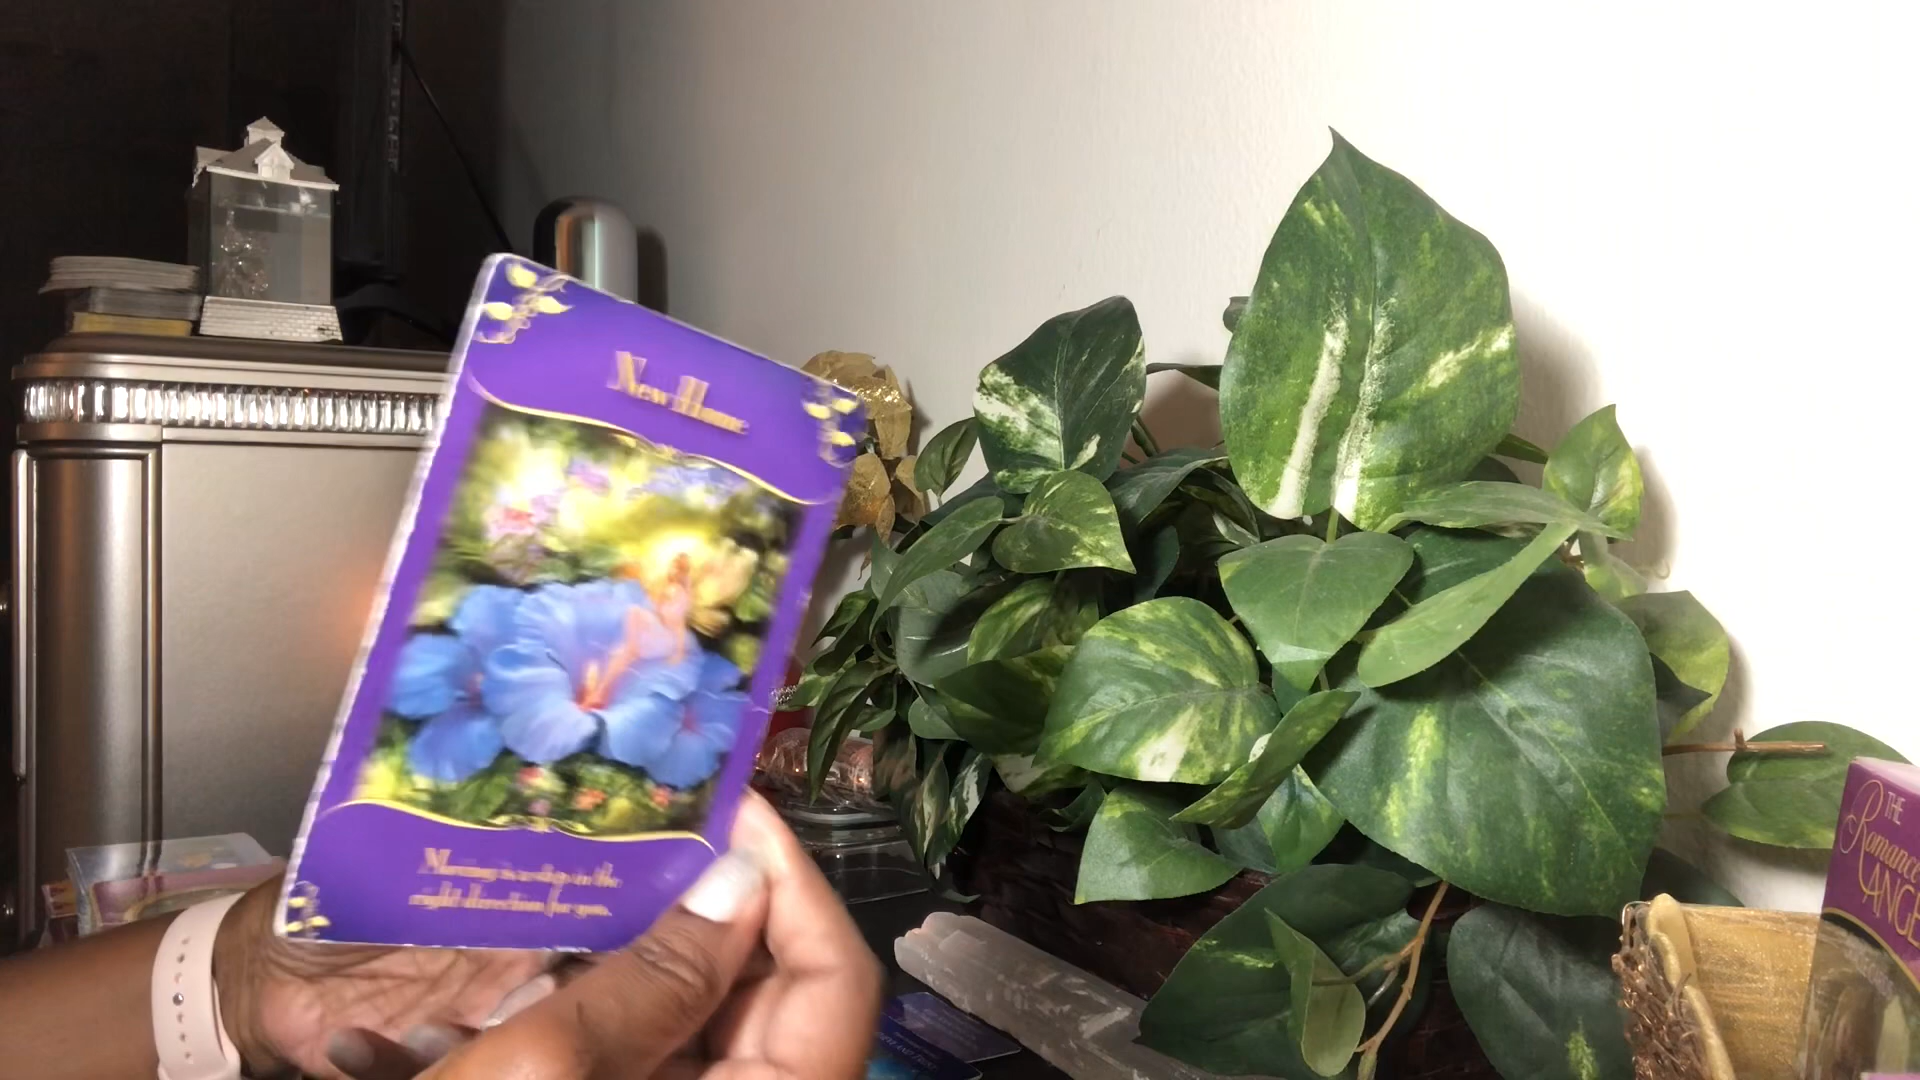 New Home
Moving is a step in the
right direction for you.
THE
Romance
ANGE